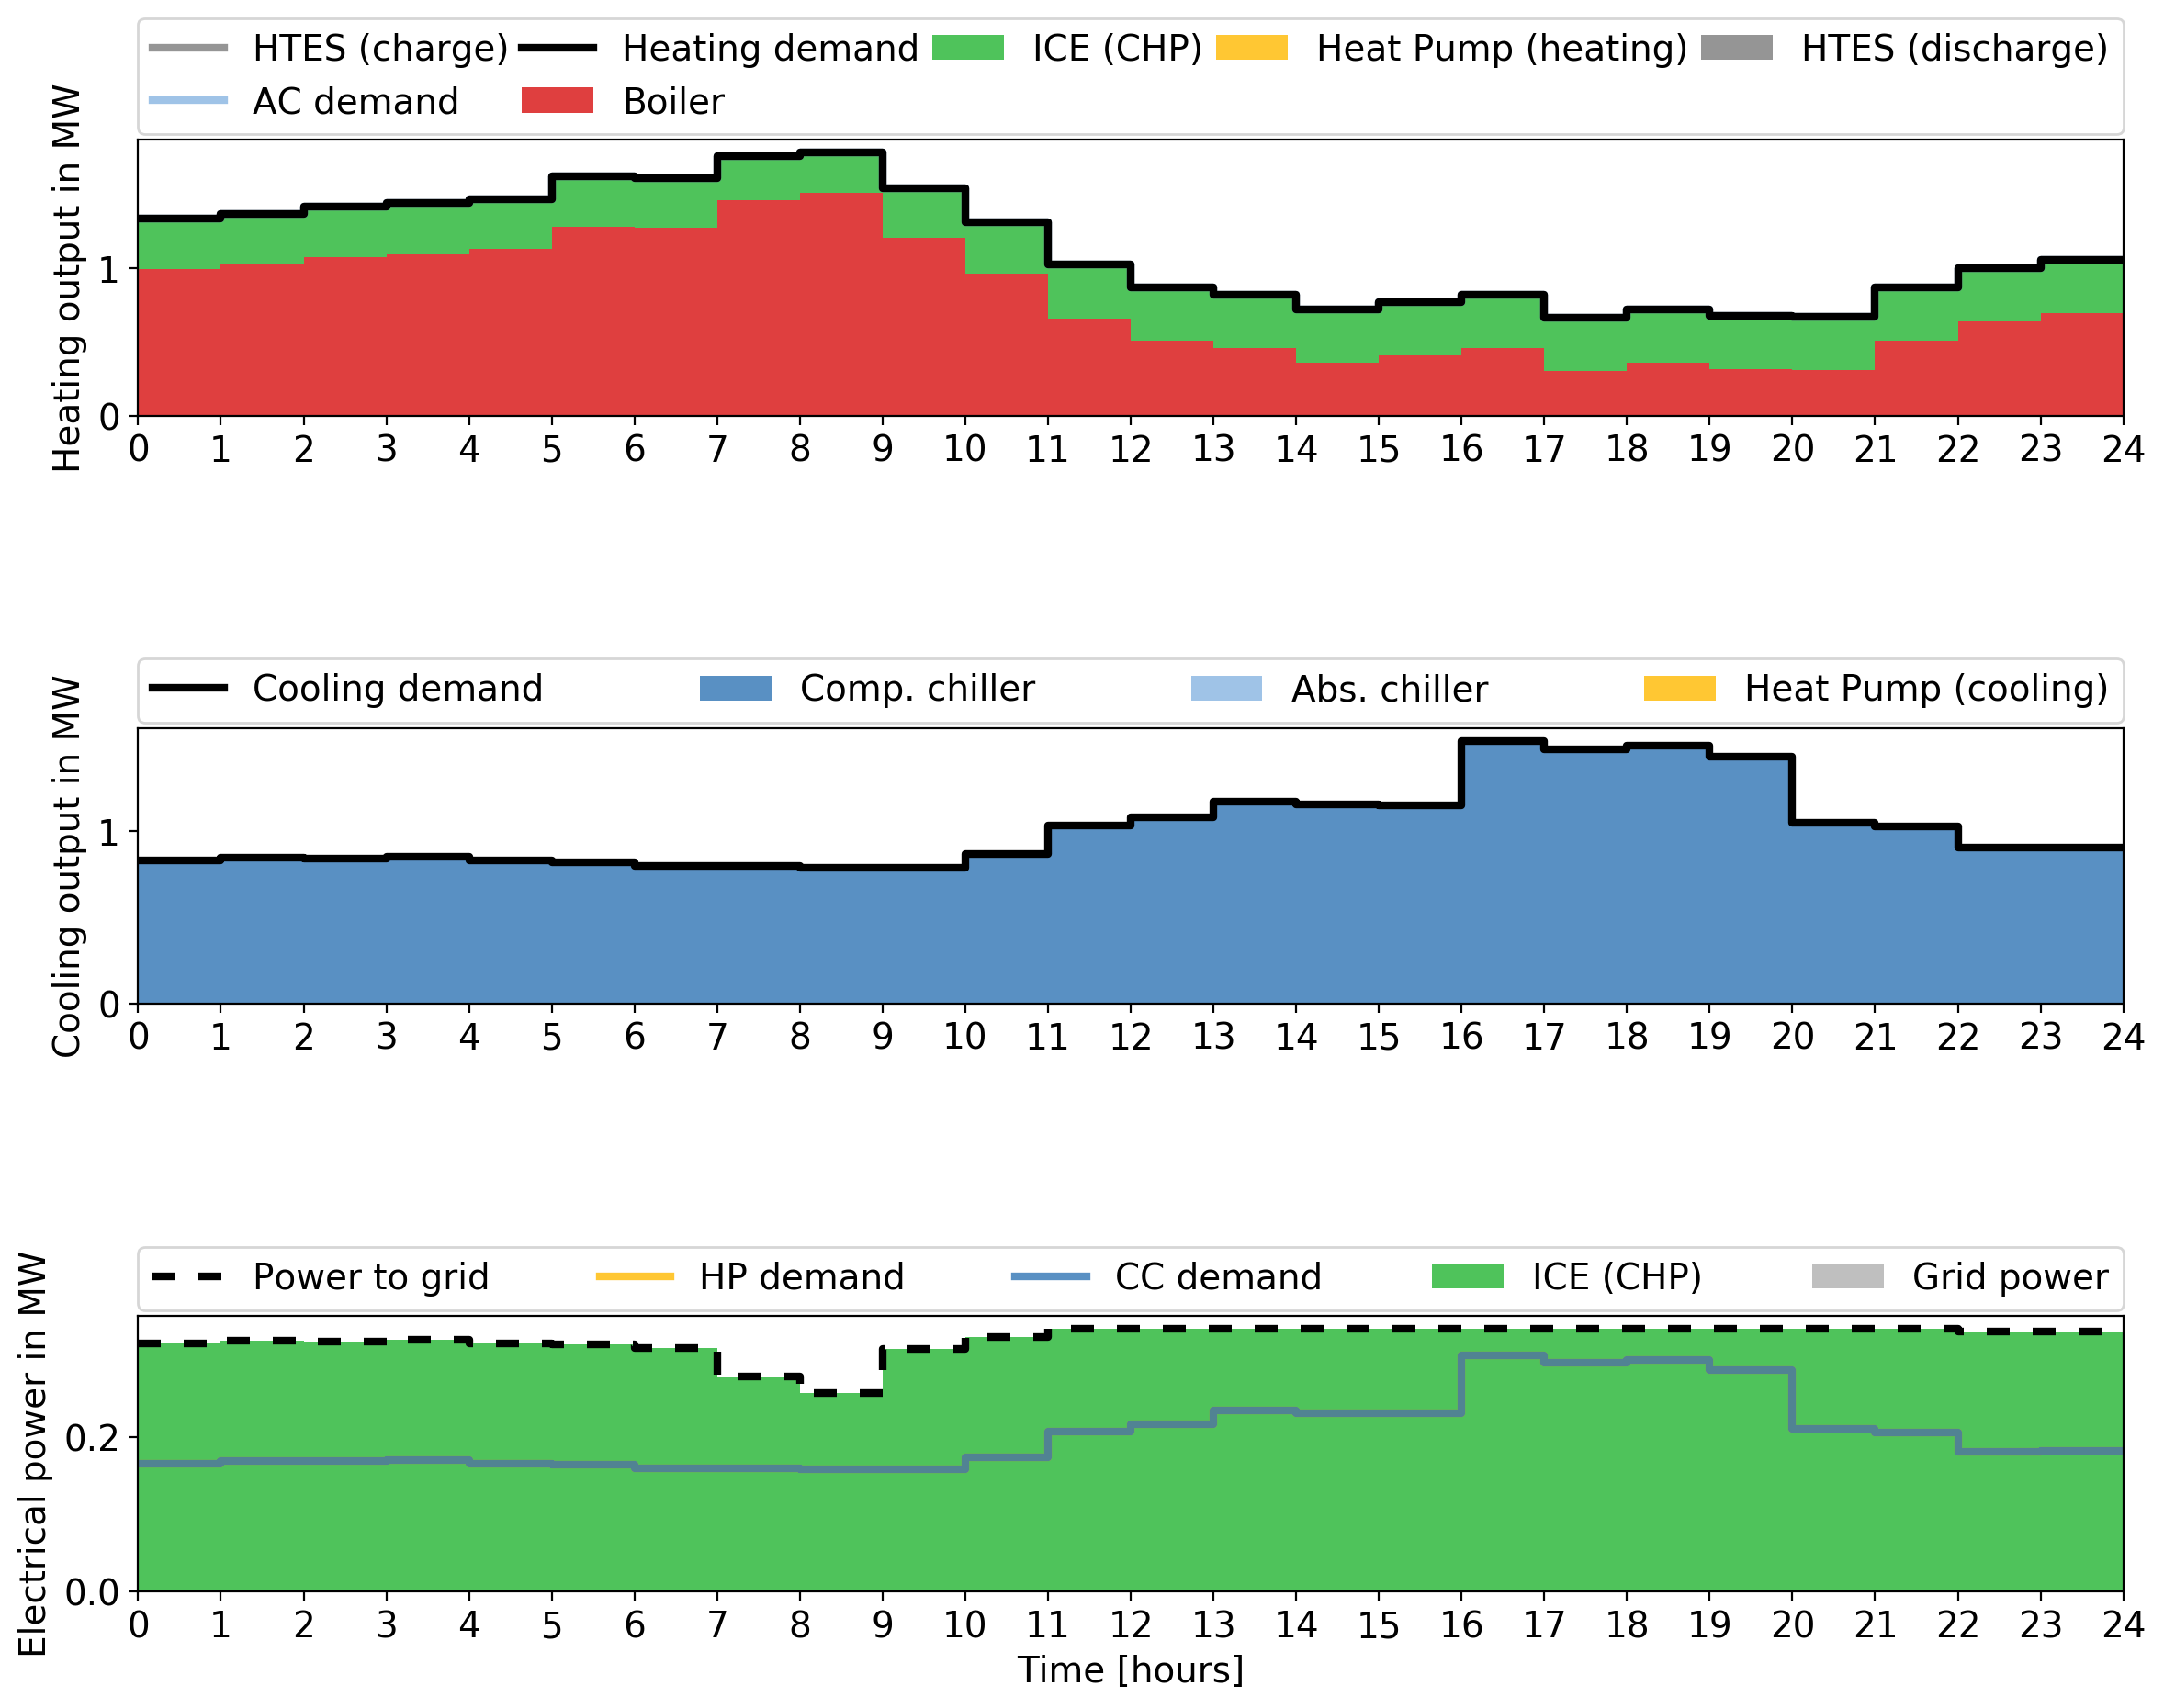 HTES (charge) Heating demand ICE (CHP) Heat Pump (heating) HTES (discharge)
AC demand Boiler
Heating output in MW
1
0
0 1 2 3 4 5 6 7 8 9 10 11 12 13 14 15 16 17 18 19 20 21 22 23 24
Cooling demand Comp. chiller Abs. chiller Heat Pump (cooling)
Cooling output in MW
1
0
0 1 2 3 4 5 6 7 8 9 10 11 12 13 14 15 16 17 18 19 20 21 22 23 24
Power to grid HP demand CC demand ICE (CHP) Grid power
Electrical power in MW
0.2
0.0
0 1 2 3 4 5 6 7 8 9 10 11 12 13 14 15 16 17 18 19 20 21 22 23 24
Time [hours]